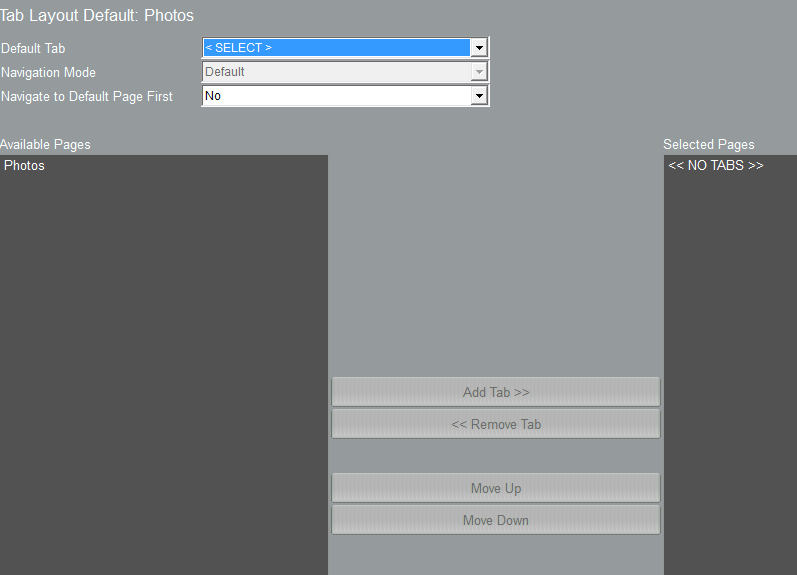 Tab Layout Default: Photos
Default Tab < SELECT >
Navigation Mode Default
Navigate to Default Page First No
Available Pages Selected Pages
Photos << NO TABS >>
Add Tab >>
<< Remove Tab
Move Up
Move Down